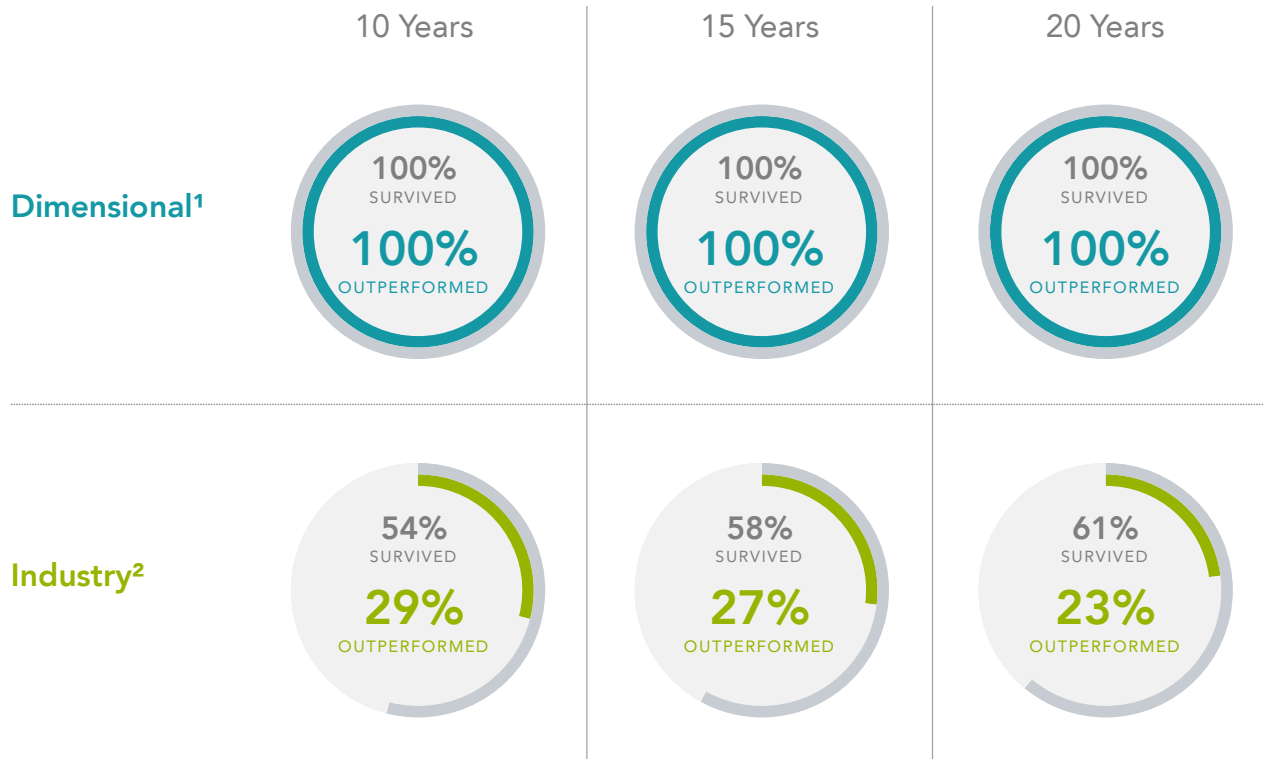 10 Years
15 Years
20 Years
Dimensional¹
100%
SURVIVED
100%
OUTPERFORMED
100%
SURVIVED
100%
OUTPERFORMED
100%
SURVIVED
100%
OUTPERFORMED
Industry²
54%
SURVIVED
29%
OUTPERFORMED
58%
SURVIVED
27%
OUTPERFORMED
61%
SURVIVED
23%
OUTPERFORMED